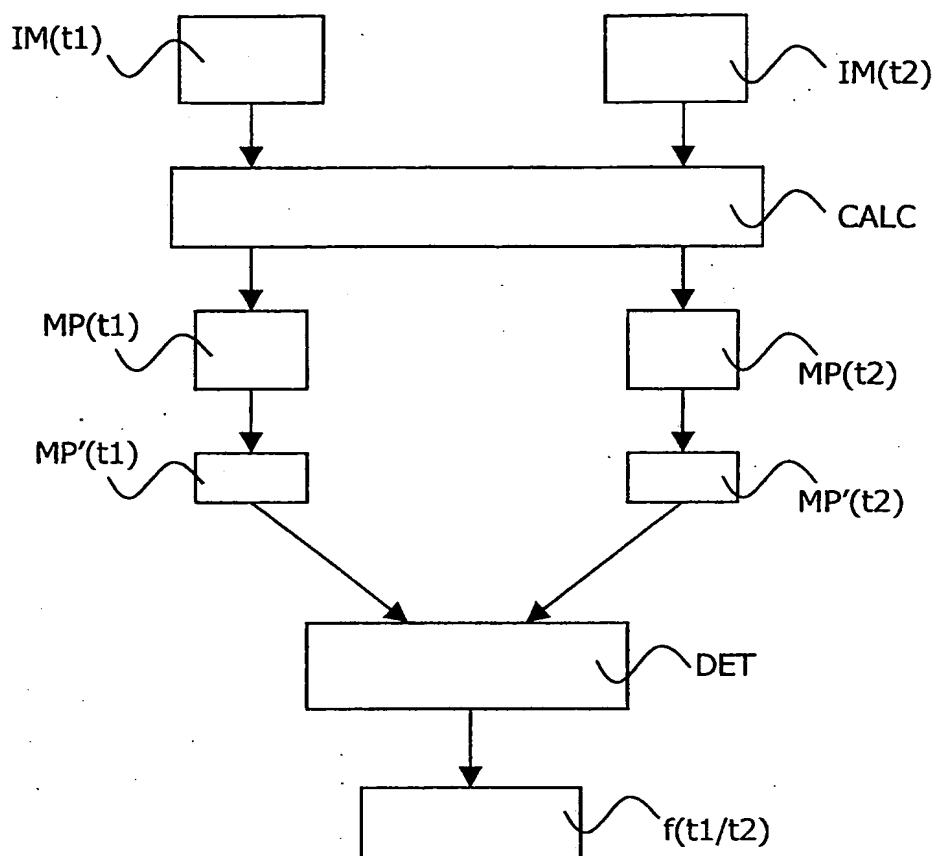 IM(t1)
IM(t2)
CALC
MP(t1)
MP(t2)
MP'(t1)
MP'(t2)
DET
f(t1/t2)